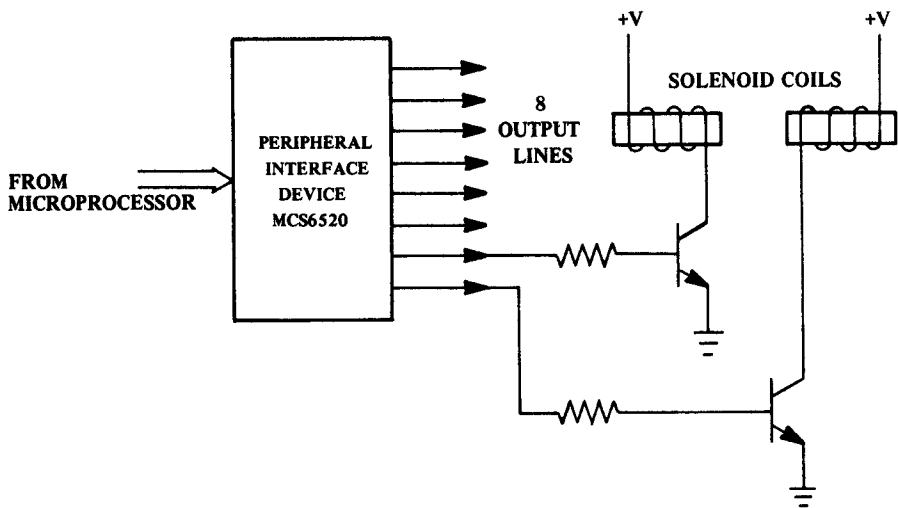 +V
+V
SOLENOID COILS
8
OUTPUT
LINES
PERIPHERAL
INTERFACE
DEVICE
MCS6520
FROM
MICROPROCESSOR